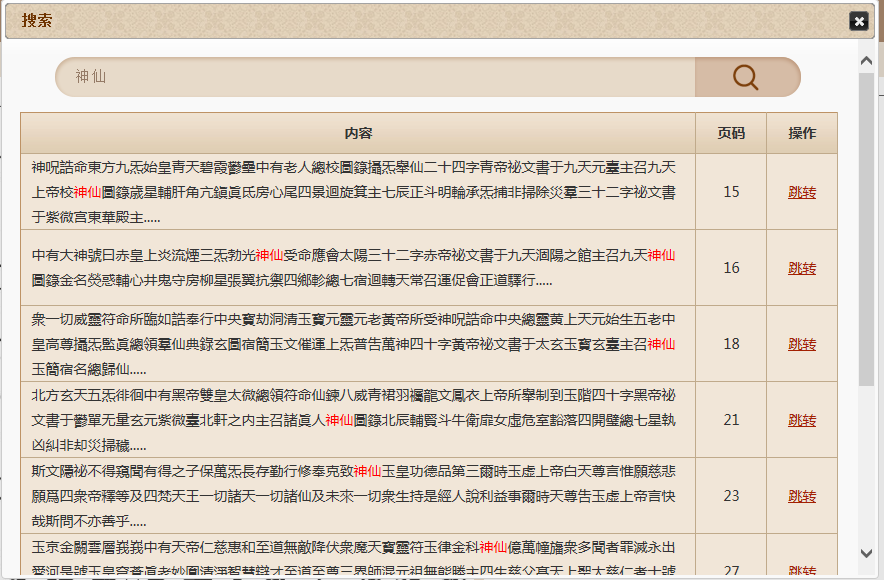 搜索
神仙
内容 页码 操作
神呪誥命東方九炁始皇青天碧霞鬱壘中有老人總校圖籙攝炁舉仙二十四字青帝祕文書于九天元臺主召九天
上帝校神仙圖籙歲星輔肝角亢鎮眞氐房心尾四景迴旋箕主七辰正斗明輪承炁捕非掃除災羣三十二字祕文書
于紫微宫東華殿主.....
15 跳转
中有大神號曰赤皇上炎流煙三炁勃光神仙受命應會太陽三十二字赤帝祕文書于九天洞陽之館主召九天神仙
圖籙金名熒惑輔心井鬼守房柳星張翼抗禦四鄉軫總七宿迴轉天常召運促會正道驛行.....
16 跳转
衆一切威靈符命所臨如誥奉行中央寶劫洞清玉寶元靈元老黃帝所受神呪誥命中央總靈黄上天元始生五老中
皇高尊攝炁監眞總領羣仙典錄玄圖宿簡玉文催運上炁普告萬神四十字黃帝祕文書于太玄玉寶玄臺主召神仙
玉簡宿名總歸仙.....
18 跳转
北方玄天五炁徘徊中有黑帝雙皇太微總領符命仙鍊八威青裙羽襡龍文鳳衣上帝所舉制到玉階四十字黑帝祕
文書于鬱單无量玄元紫微臺北軒之内主召諸眞人神仙圖籙北辰輔賢斗牛衛扉女虛危室豁落四開璧總七星執
凶糾非却災掃穢.....
21 跳转
斯文隱祕不得窺聞有得之子保萬炁長存勤行修奉克致神仙玉皇功德品第三爾時玉虛上帝白天尊言惟願慈悲
願爲四衆帝釋等及四梵天王一切諸天一切諸仙及未來一切衆生持是經人說利益事爾時天尊告玉虛上帝言快
哉斯問不亦善乎.....
23 跳转
玉京金闕雲層峩峩中有天帝仁慈惠和至道無敵降伏衆魔天寶靈符玉律金科神仙億萬幢旛衆多聞者罪滅永出
27 跳转